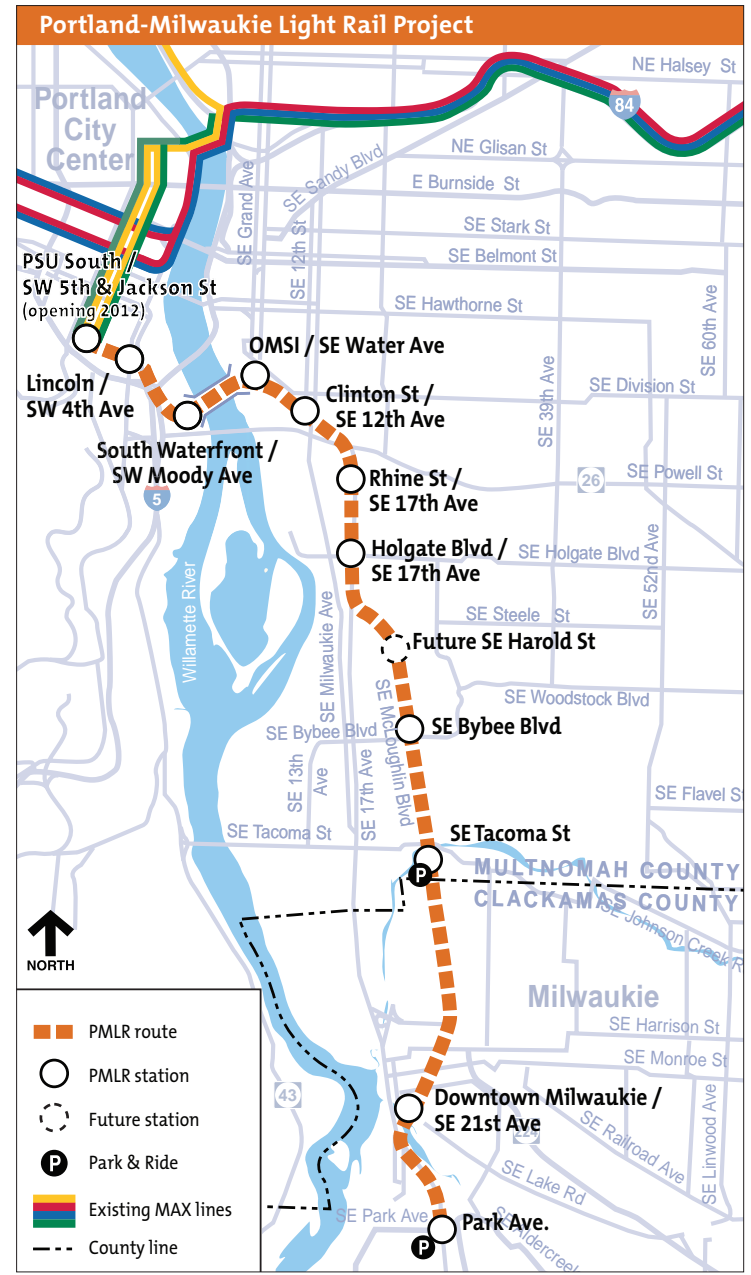 Portland-Milwaukie Light Rail Project
NE Halsey St
Portland
City
Center
84
NE Glisan St
SE Sandy Blvd
E Burnside St
SE Grand Ave
SE 12th St
SE Stark St
SE Belmont St
PSU South /
SW 5th & Jackson St
(opening 2012)
SE Hawthorne St
SE 60th Ave
OMSI / SE Water Ave
Lincoln /
SW 4th Ave
SE 39th Ave
SE Division St
Clinton St /
SE 12th Ave
South Waterfront /
SW Moody Ave
5
Rhine St /
SE 17th Ave
26
SE Powell St
Holgate Blvd /
SE 17th Ave
SE Holgate Blvd
SE 52nd Ave
Willamette River
SE Milwaukie Ave
SE Steele St
Future SE Harold St
SE McLoughlin Blvd
SE Woodstock Blvd
SE Bybee Blvd
SE Bybee Blvd
SE 13th
Ave
SE 17th Ave
SE Flavel St
SE Tacoma St
SE Tacoma St
P
MULTNOMAH COUNTY
CLACKAMAS COUNTY
SE Johnson Creek R
NORTH
Milwaukie
SE Harrison St
SE Monroe St
43
Downtown Milwaukie /
SE 21st Ave
224
SE Railroad Ave
SE Linwood Ave
SE Lake Rd
SE Park Ave
Park Ave.
P
SE Aldercreek
PMLR route
PMLR station
Future station
P
Park & Ride
Existing MAX lines
County line